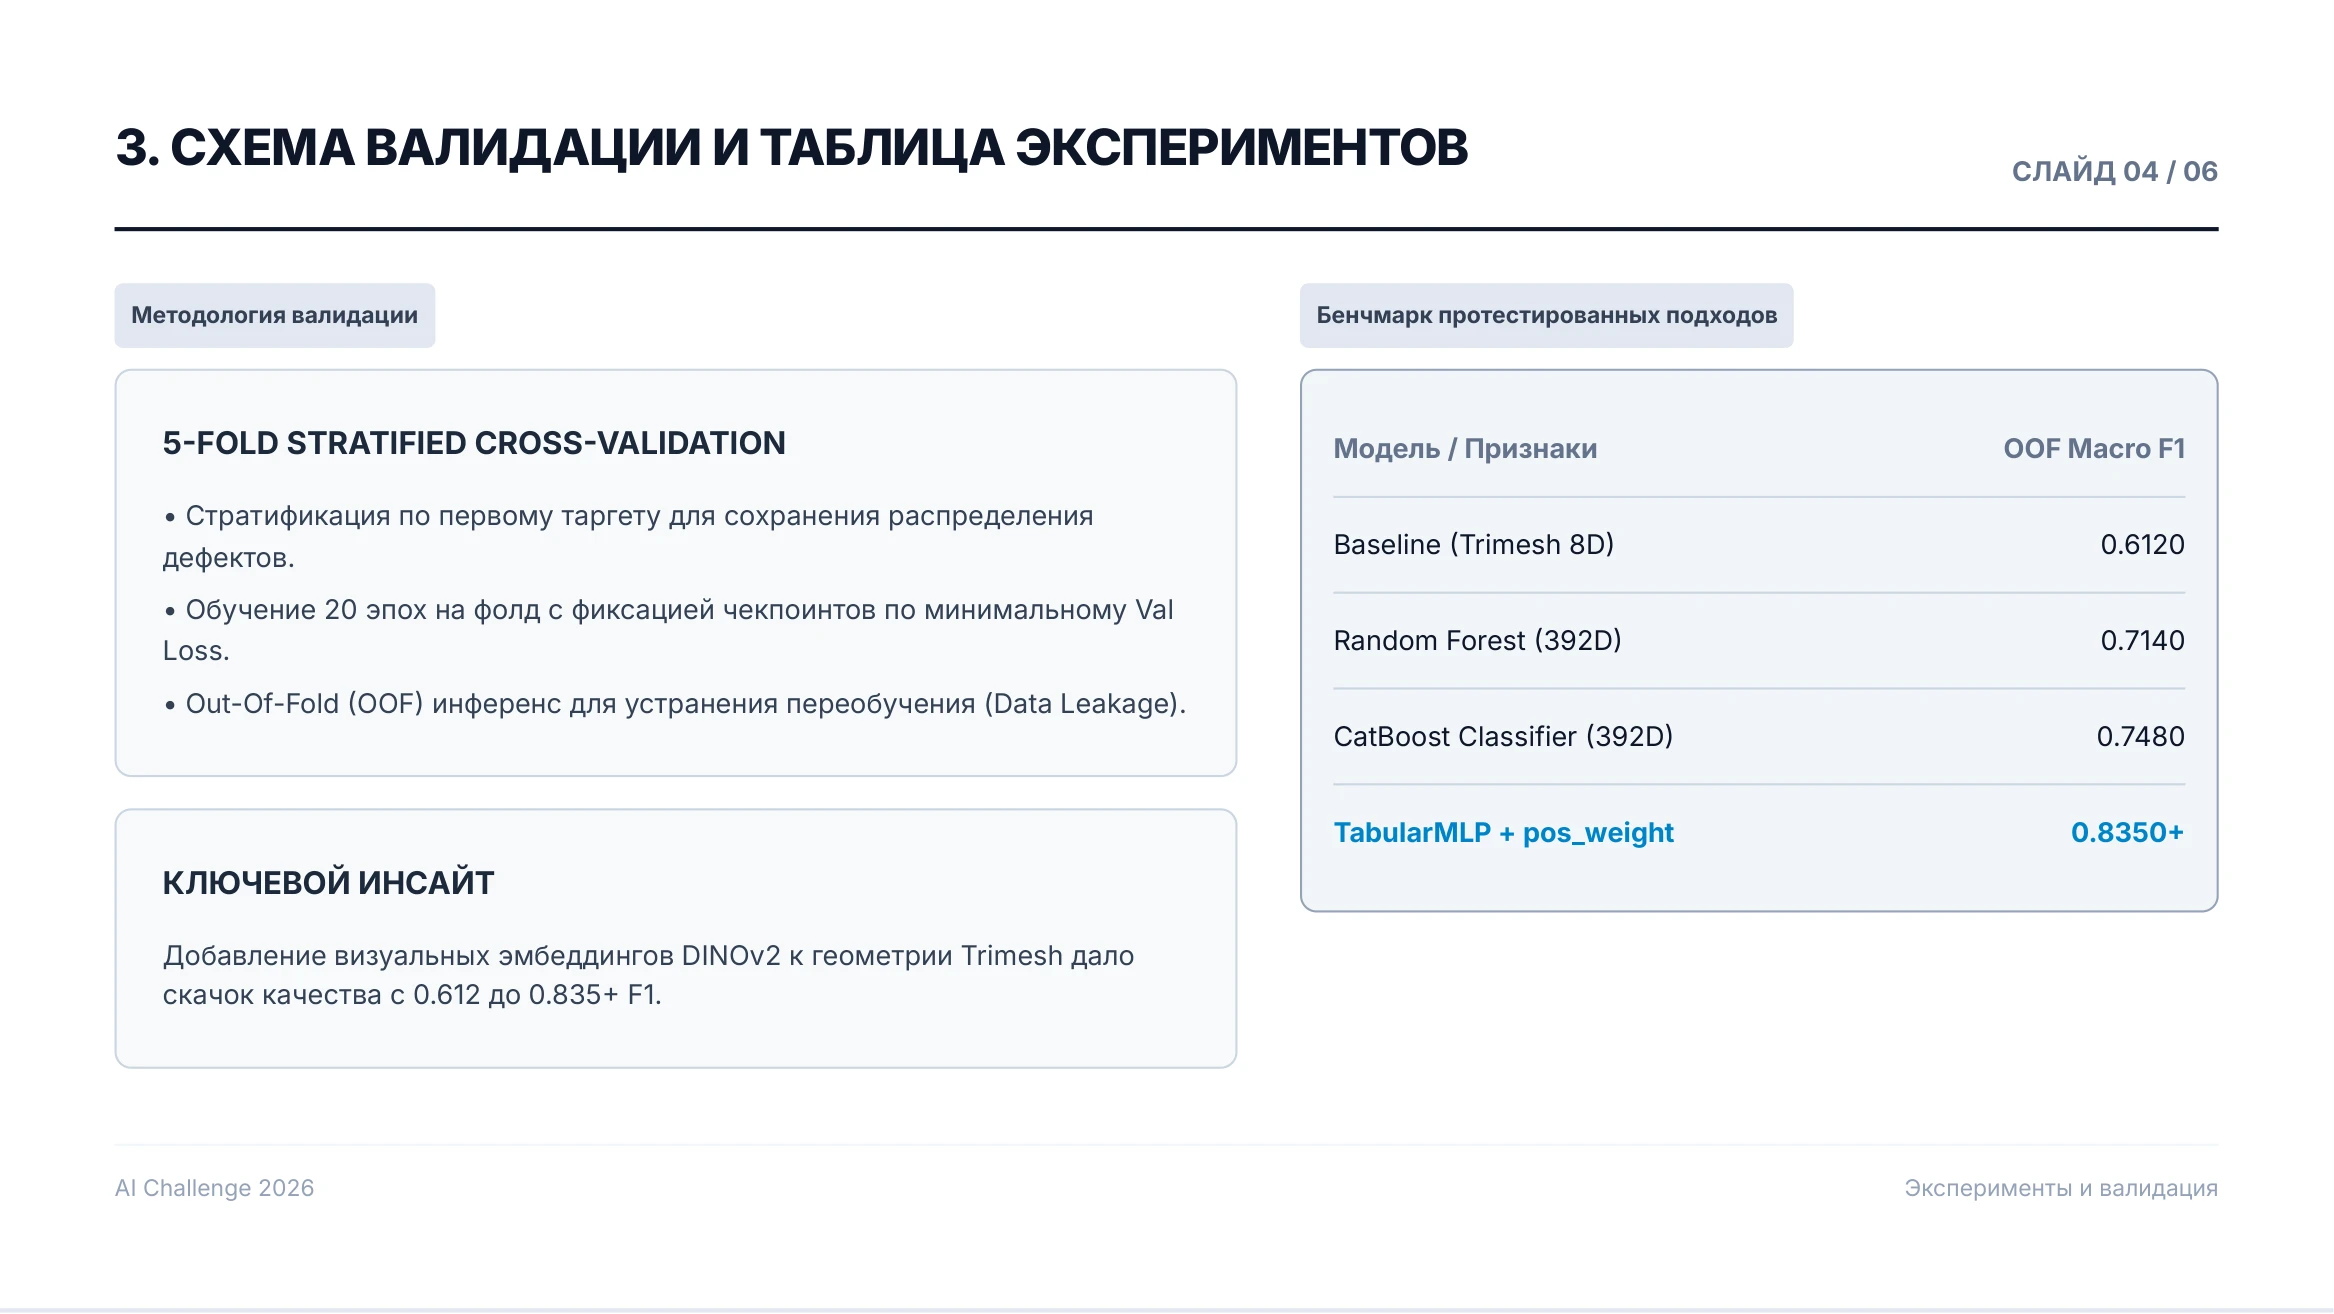 3. СХЕМА ВАЛИДАЦИИ И ТАБЛИЦА ЭКСПЕРИМЕНТОВ
СЛАЙД 04 / 06
Методология валидации
5-FOLD STRATIFIED CROSS-VALIDATION
• Стратификация по первому таргету для сохранения распределения
дефектов.
• Обучение 20 эпох на фолд с фиксацией чекпоинтов по минимальному Val
Loss.
• Out-Of-Fold (OOF) инференс для устранения переобучения (Data Leakage).
КЛЮЧЕВОЙ ИНСАЙТ
Добавление визуальных эмбеддингов DINOv2 к геометрии Trimesh дало
скачок качества с 0.612 до 0.835+ F1.
Бенчмарк протестированных подходов
Модель / Признаки OOF Macro F1
Baseline (Trimesh 8D) 0.6120
Random Forest (392D) 0.7140
CatBoost Classifier (392D) 0.7480
TabularMLP + pos_weight 0.8350+
AI Challenge 2026
Эксперименты и валидация